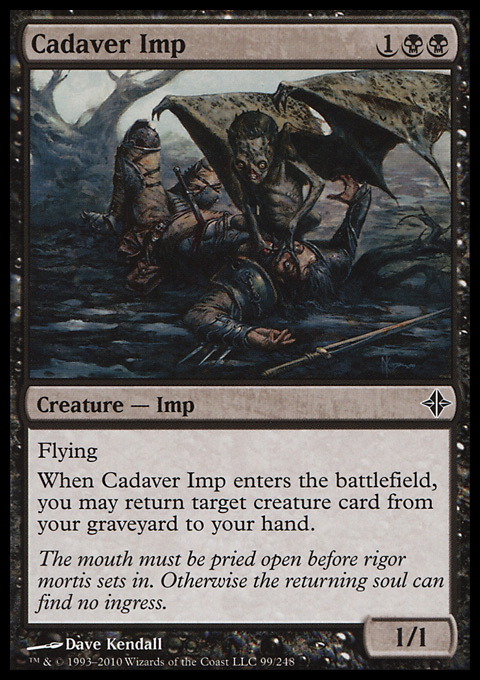 Cadaver Imp 1
Creature — Imp
Flying
When Cadaver Imp enters the battlefield,
you may return target creature card from
your graveyard to your hand.
The mouth must be pried open before rigor
mortis sets in. Otherwise the returning soul can
find no ingress.
1/1
Dave Kendall
™ & © 1993–2010 Wizards of the Coast LLC 99/248